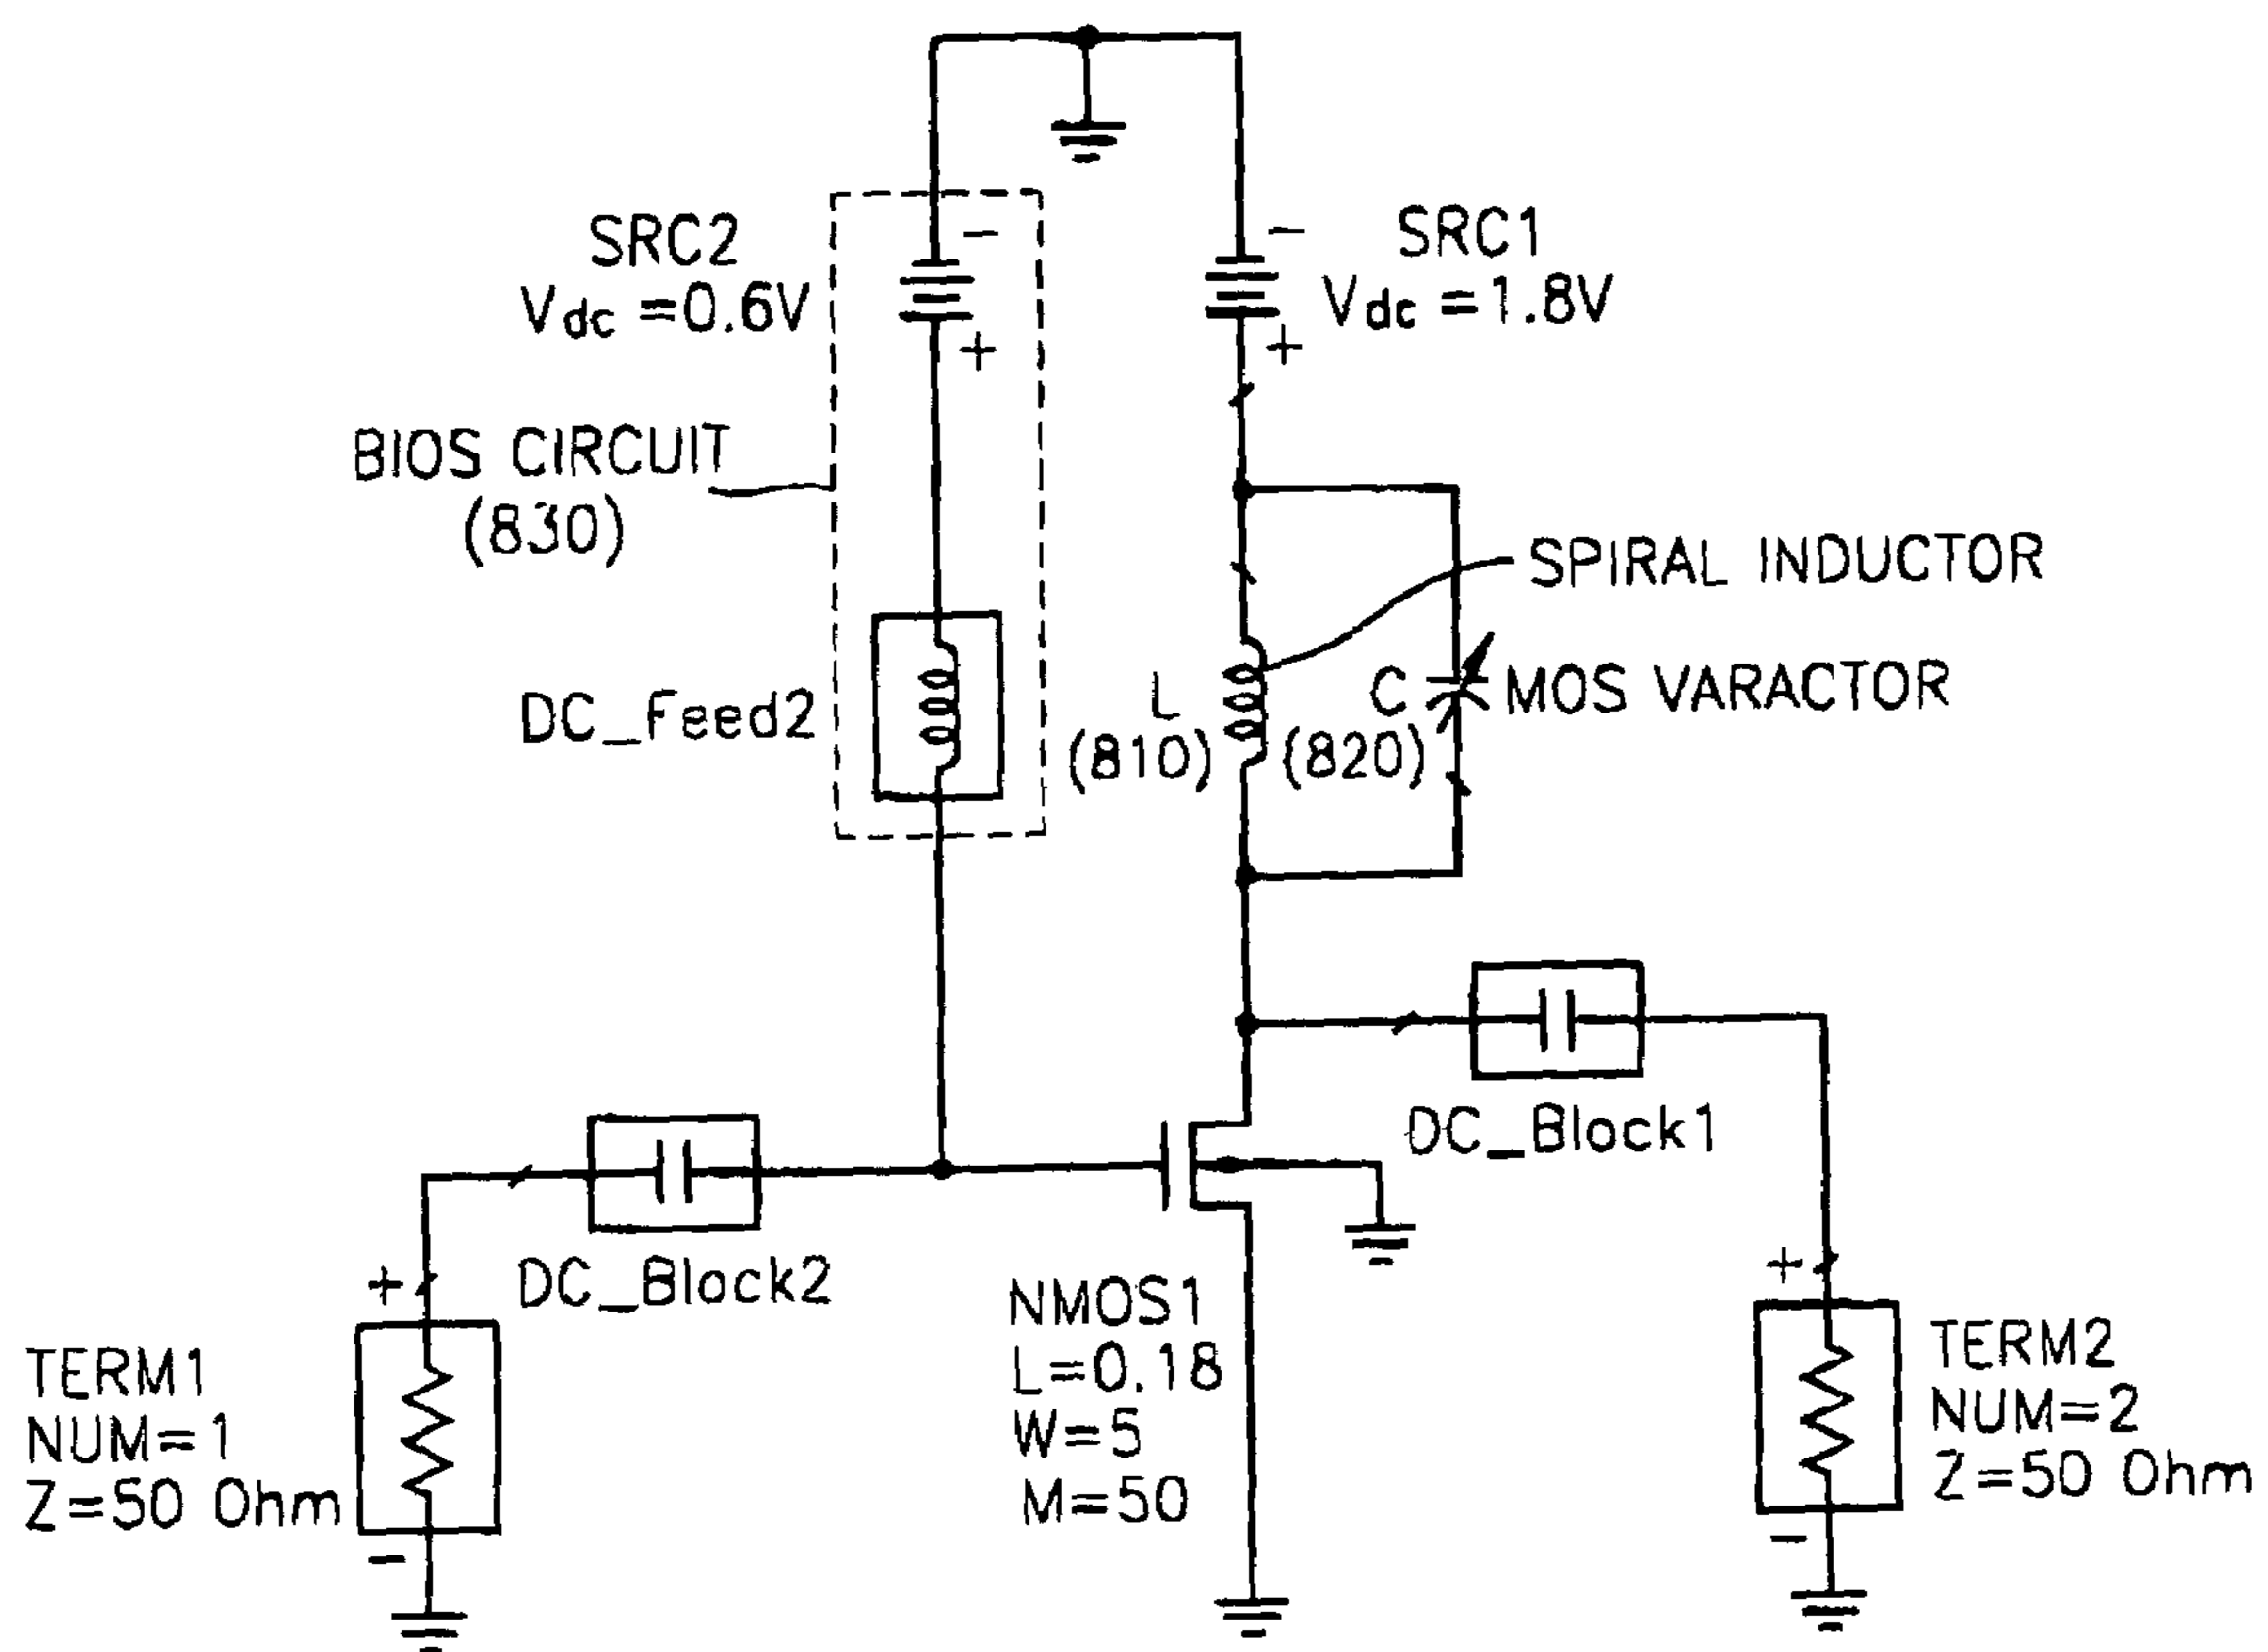 −
SRC2
Vdc =0.6V
+
−
SRC1
Vdc =1.8V
+
BIOS CIRCUIT
(830)
SPIRAL INDUCTOR
DC_Feed2
L
(810)
C
(820)
MOS VARACTOR
DC_Block1
DC_Block2
+
TERM1
NUM=1
Z=50 Ohm
−
NMOS1
L=0.18
W=5
M=50
+
TERM2
NUM=2
Z=50 Ohm
−